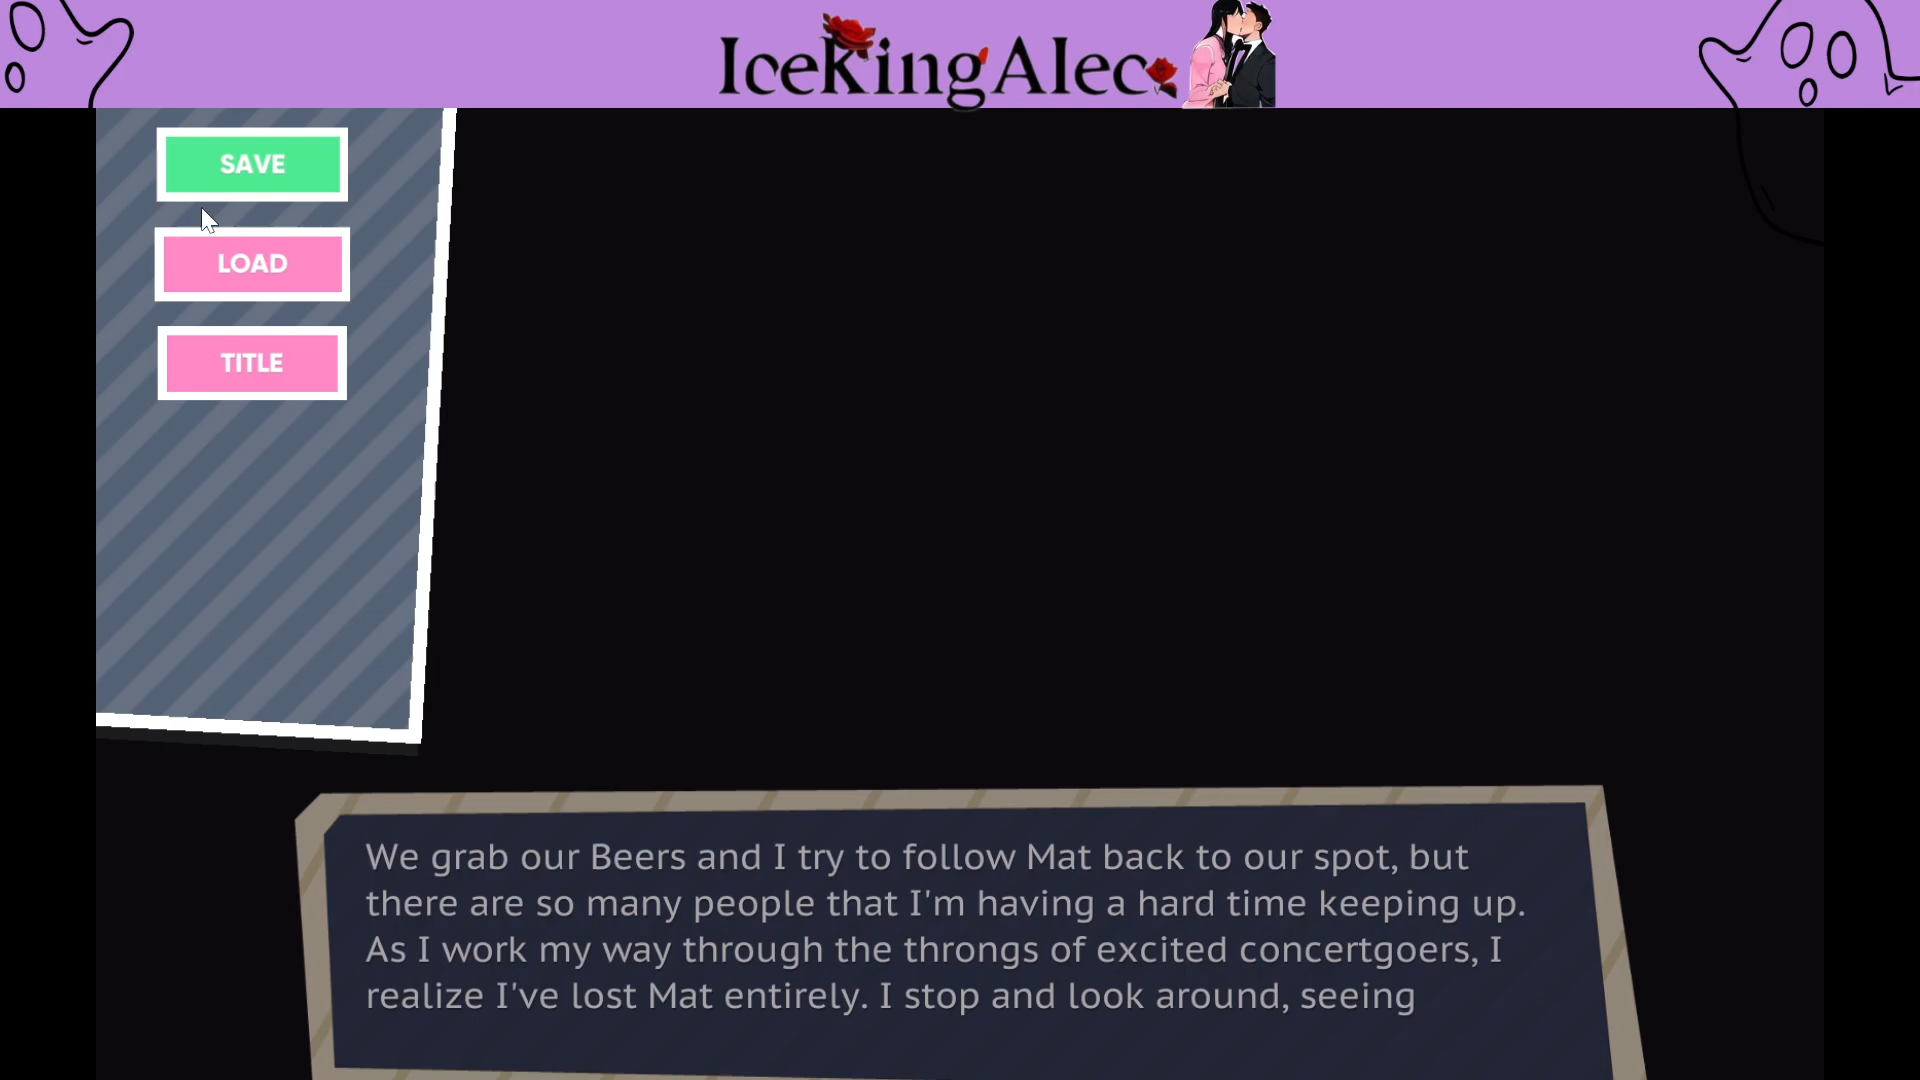 IceKingAlec
SAVE
LOAD
TITLE
We grab our Beers and I try to follow Mat back to our spot, but
there are so many people that I'm having a hard time keeping up.
As I work my way through the throngs of excited concertgoers, I
realize I've lost Mat entirely. I stop and look around, seeing